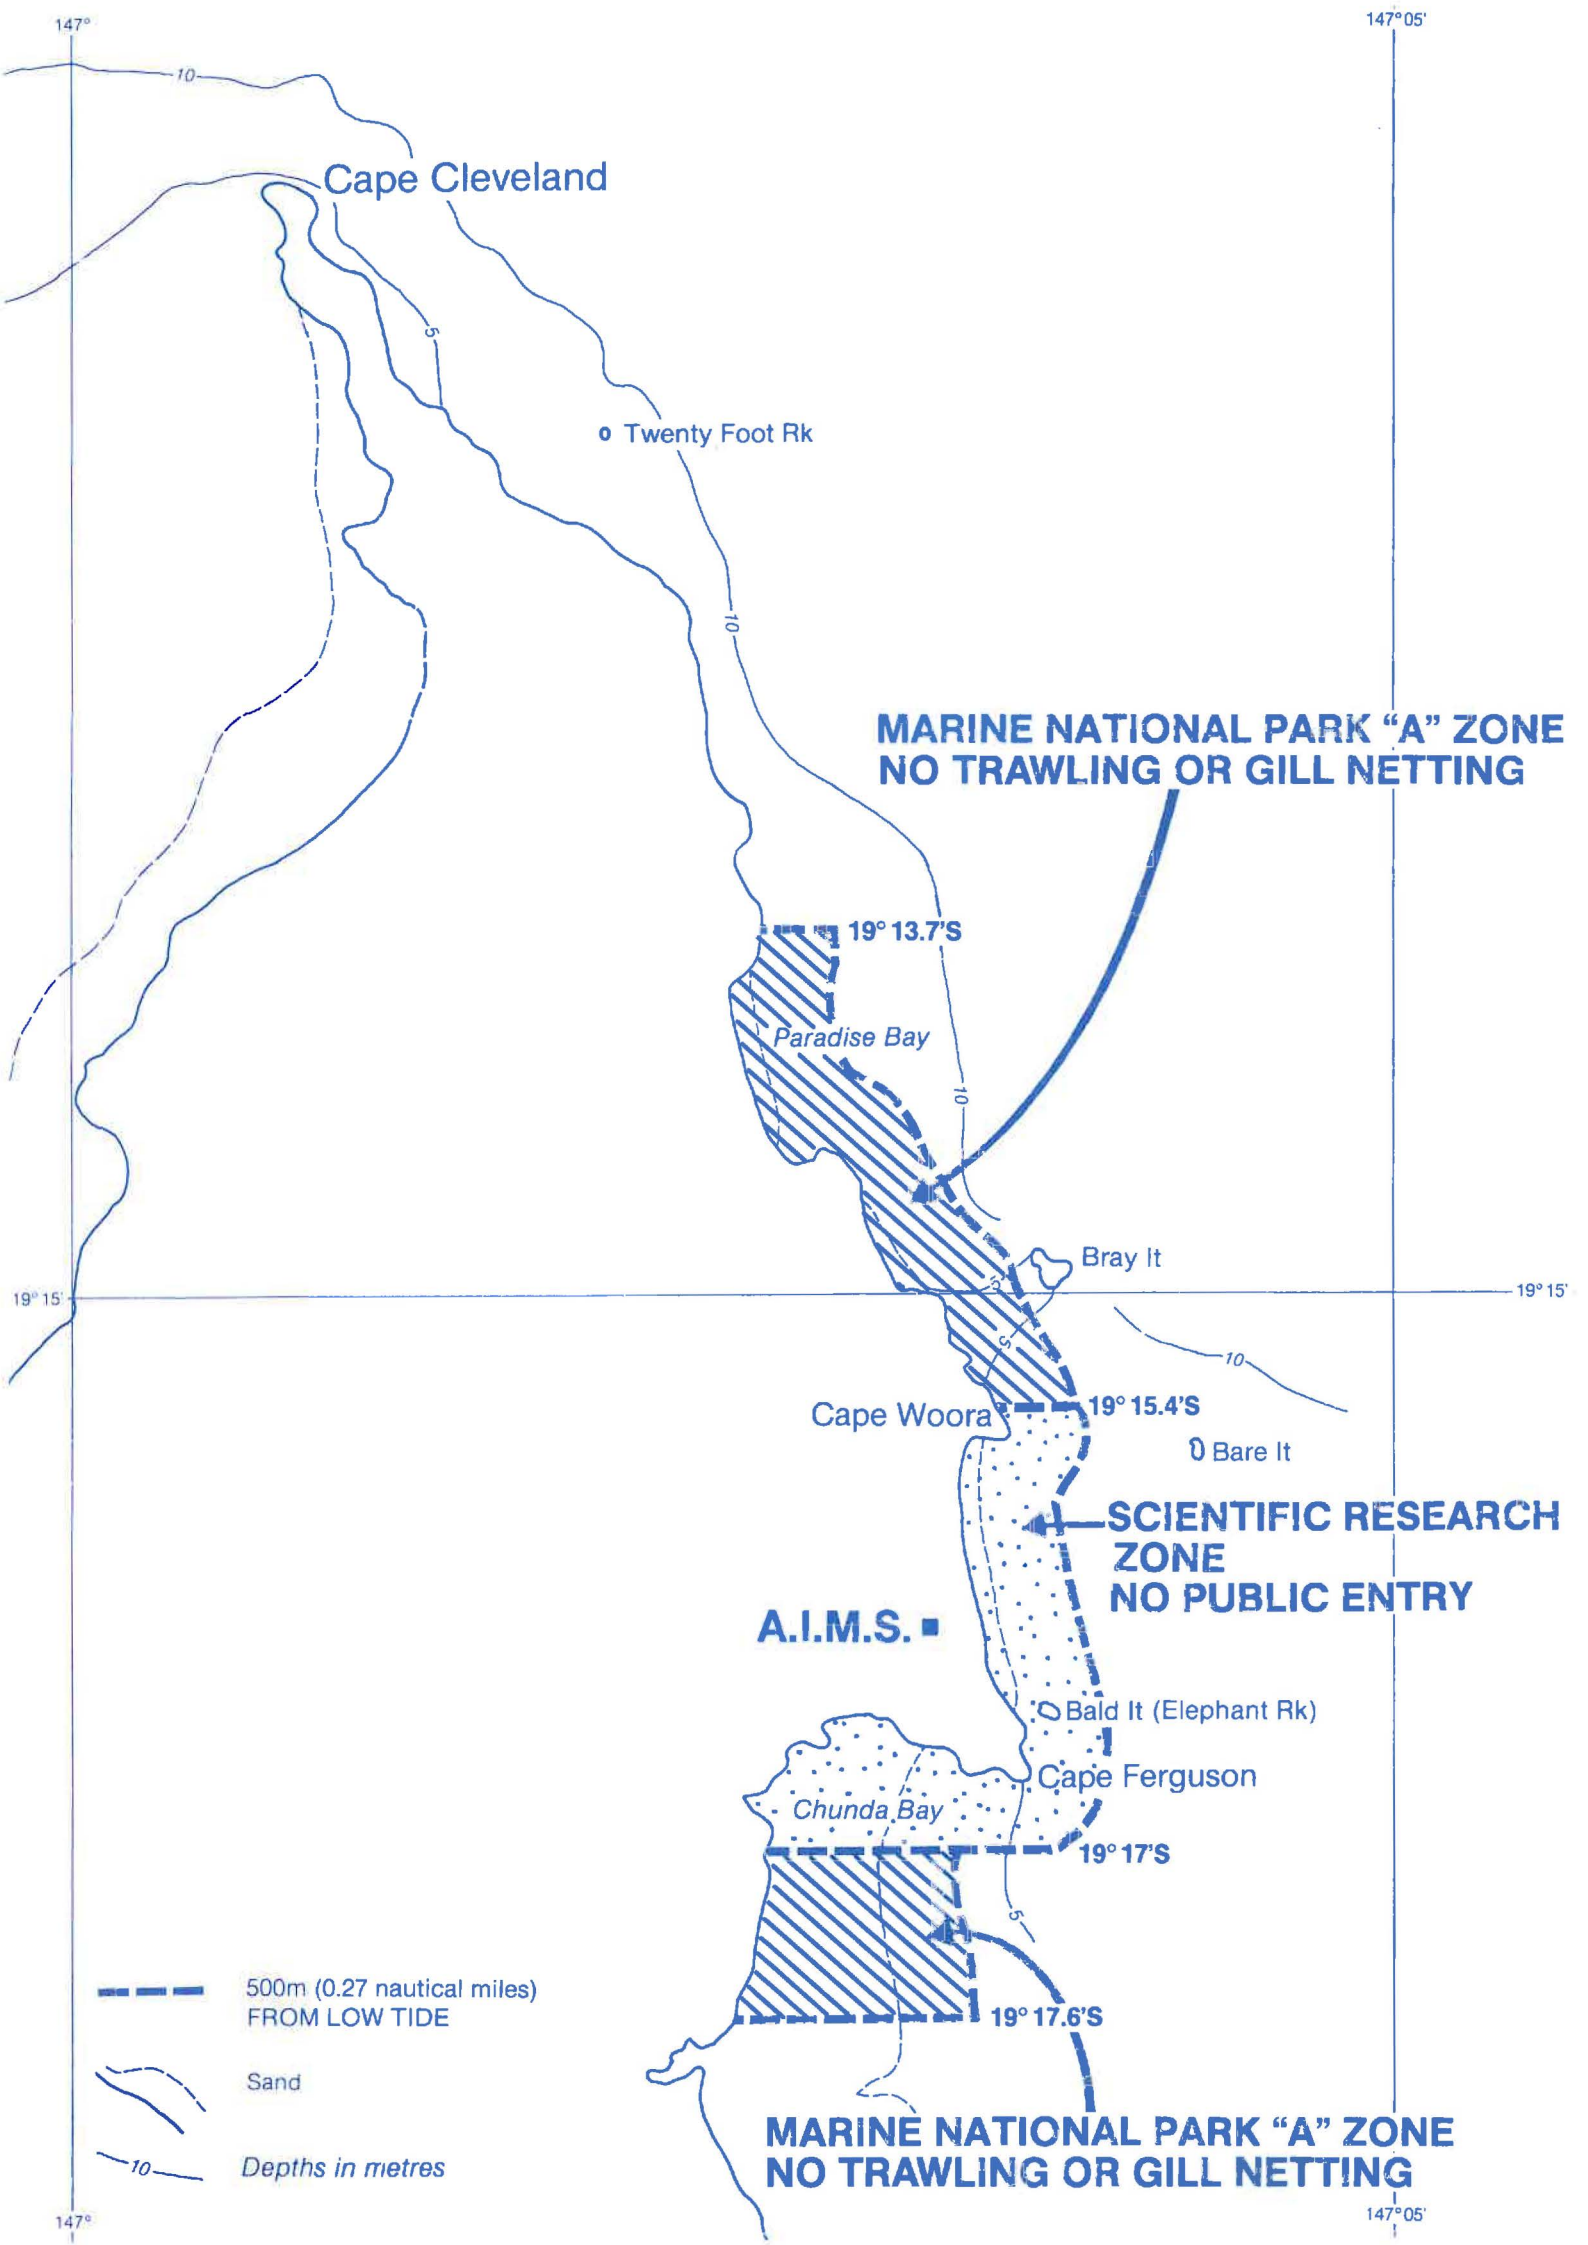 147°
147°05'
10
Cape Cleveland
5
Twenty Foot Rk
10
MARINE NATIONAL PARK “A” ZONE
NO TRAWLING OR GILL NETTING
19° 13.7'S
Paradise Bay
10
Bray It
5
19° 15'
19° 15'
5
10
Cape Woora
19° 15.4'S
Bare It
SCIENTIFIC RESEARCH
ZONE
NO PUBLIC ENTRY
A.I.M.S.
Bald It (Elephant Rk)
Cape Ferguson
Chunda Bay
19° 17'S
5
500m (0.27 nautical miles)
FROM LOW TIDE
19° 17.6'S
Sand
MARINE NATIONAL PARK “A” ZONE
NO TRAWLING OR GILL NETTING
10
Depths in metres
147°
147°05'